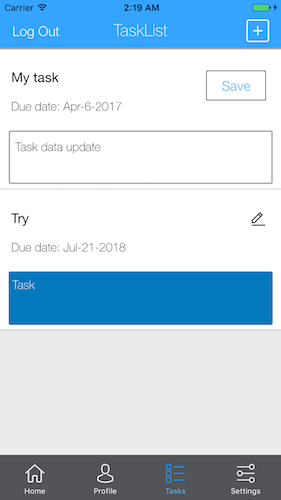 Carrier 2:19 AM
Log Out TaskList
My task
Save
Due date: Apr-6-2017
Task data update
Try
Due date: Jul-21-2018
Task
Home Profile Tasks Settings